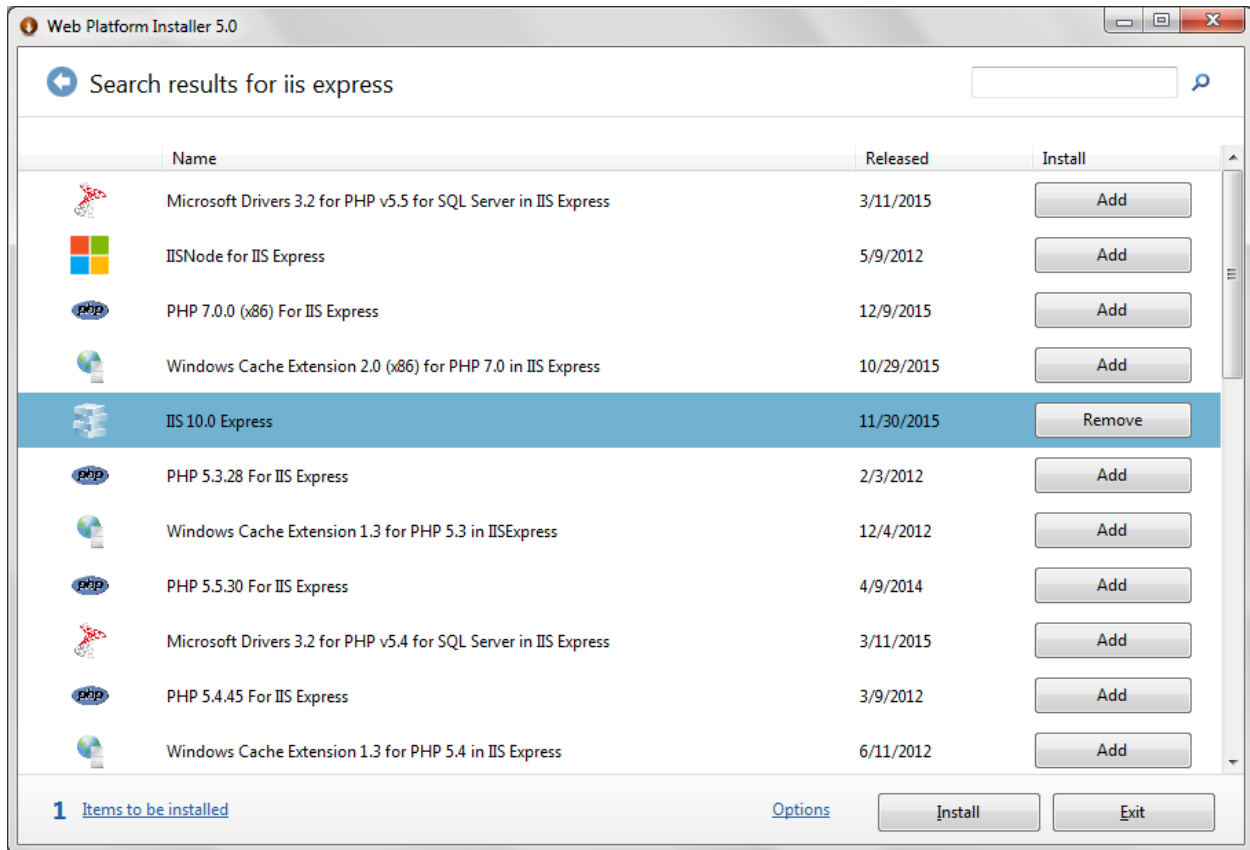 Web Platform Installer 5.0
Search results for iis express
Name Released Install
Microsoft Drivers 3.2 for PHP v5.5 for SQL Server in IIS Express 3/11/2015 Add
IISNode for IIS Express 5/9/2012 Add
php PHP 7.0.0 (x86) For IIS Express 12/9/2015 Add
Windows Cache Extension 2.0 (x86) for PHP 7.0 in IIS Express 10/29/2015 Add
IIS 10.0 Express 11/30/2015 Remove
php PHP 5.3.28 For IIS Express 2/3/2012 Add
Windows Cache Extension 1.3 for PHP 5.3 in IISExpress 12/4/2012 Add
php PHP 5.5.30 For IIS Express 4/9/2014 Add
Microsoft Drivers 3.2 for PHP v5.4 for SQL Server in IIS Express 3/11/2015 Add
php PHP 5.4.45 For IIS Express 3/9/2012 Add
Windows Cache Extension 1.3 for PHP 5.4 in IIS Express 6/11/2012 Add
1 Items to be installed Options Install Exit